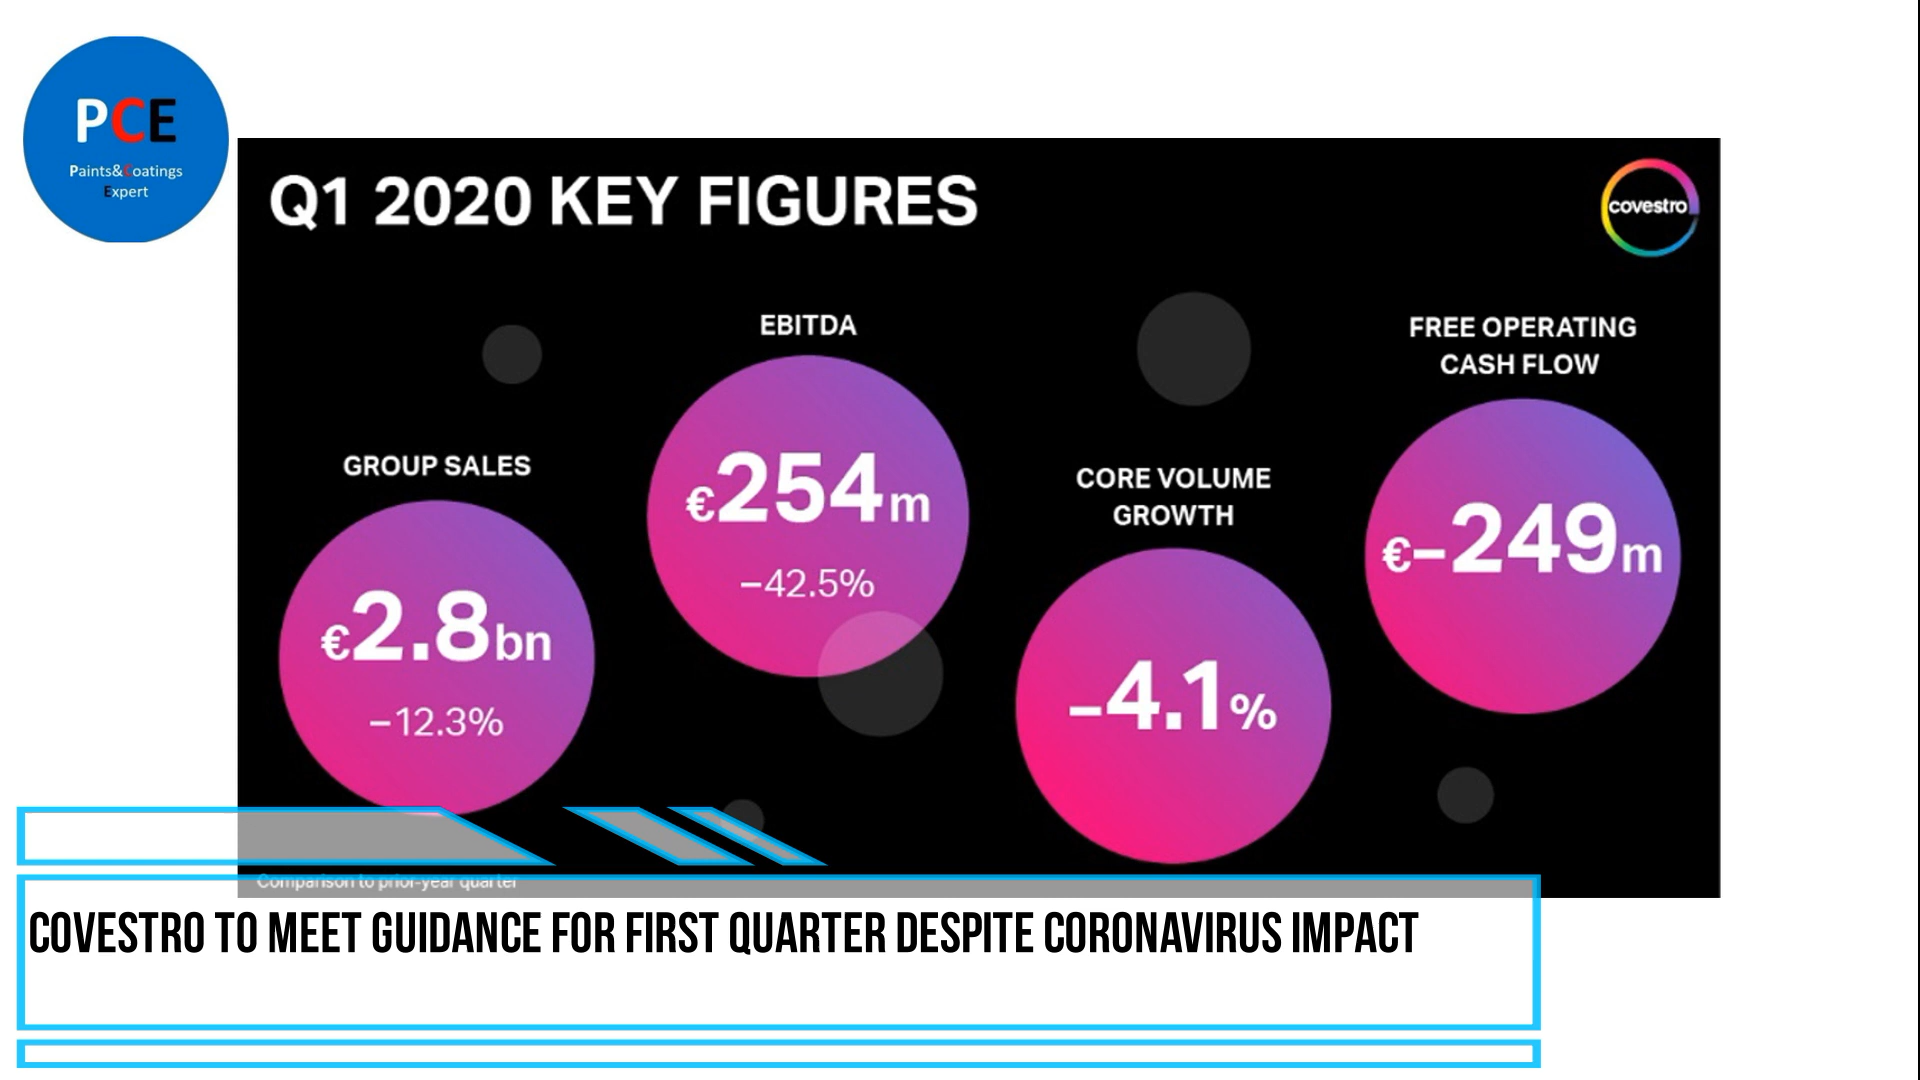 PCE
Paints&Coatings
Expert
Q1 2020 KEY FIGURES
covestro
GROUP SALES
€2.8bn
–12.3%
EBITDA
€254m
–42.5%
CORE VOLUME
GROWTH
–4.1%
FREE OPERATING
CASH FLOW
€–249m
Comparison to prior-year quarter
COVESTRO TO MEET GUIDANCE FOR FIRST QUARTER DESPITE CORONAVIRUS IMPACT